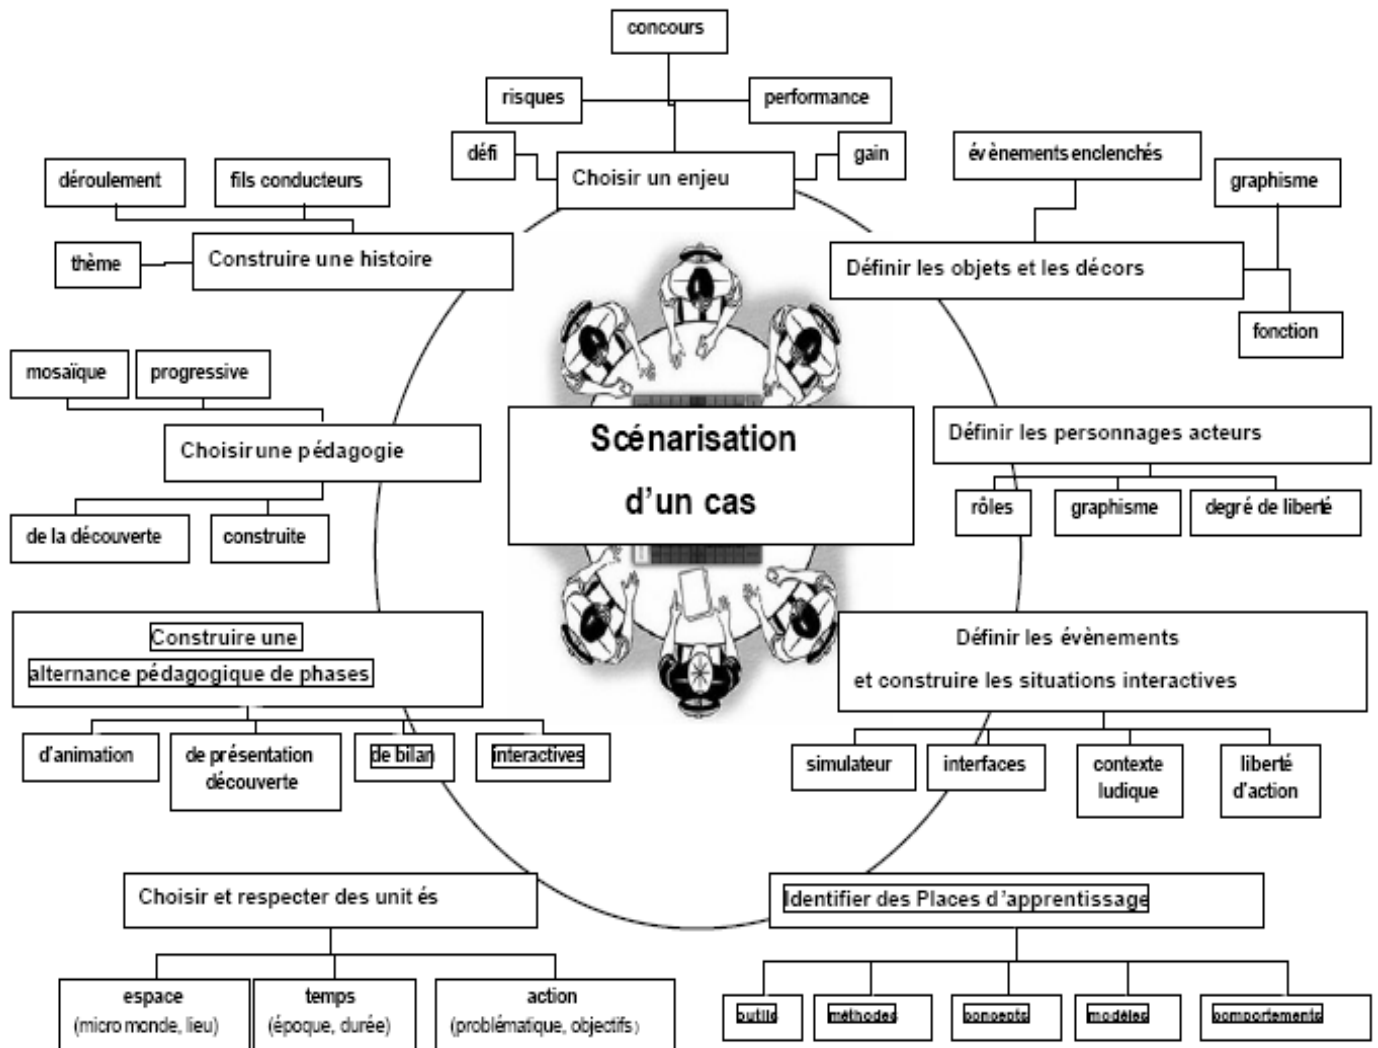 concours
risques
performance
défi
gain
Choisir un enjeu
évènements enclenchés
graphisme
Définir les objets et les décors
fonction
déroulement
fils conducteurs
thème
Construire une histoire
mosaïque
progressive
Choisir une pédagogie
de la découverte
construite
Scénarisation
d'un cas
Définir les personnages acteurs
rôles
graphisme
degré de liberté
Construire une
alternance pédagogique de phases
d'animation
de présentation
découverte
de bilan
interactives
Définir les évènements
et construire les situations interactives
simulateur
interfaces
contexte
ludique
liberté
d'action
Choisir et respecter des unités
espace
(micro monde, lieu)
temps
(époque, durée)
action
(problématique, objectifs)
Identifier des Places d'apprentissage
outils
méthodes
concepts
modèles
comportements